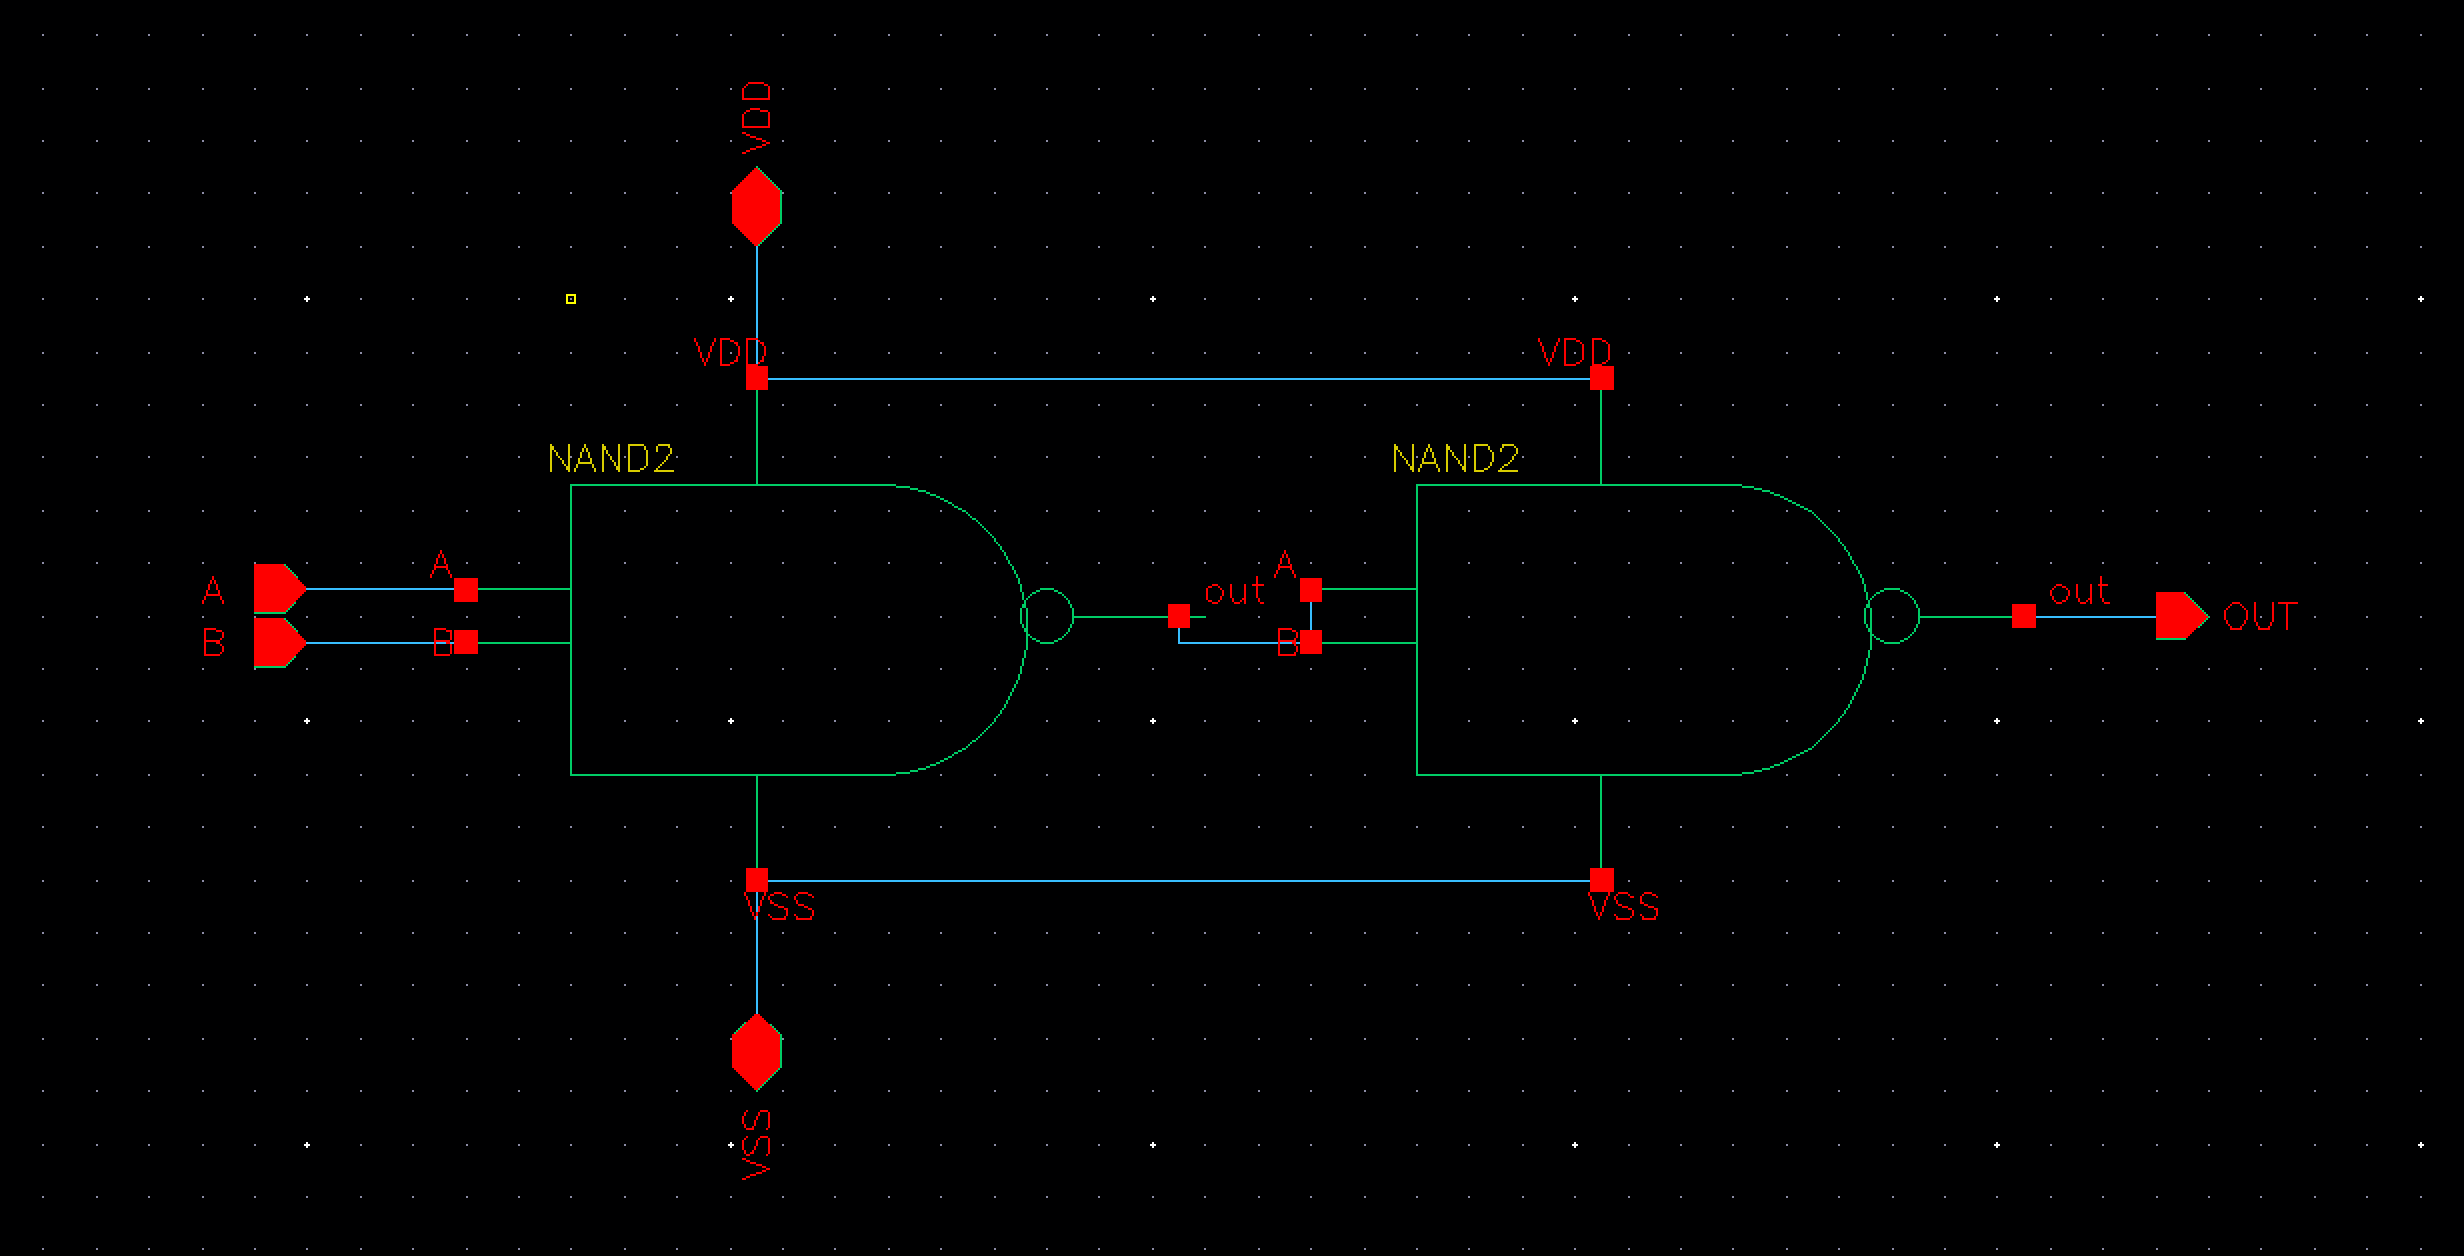 VDD
VDD VDD
NAND2 NAND2
A A out A out OUT
B B B
VSS VSS
VSS